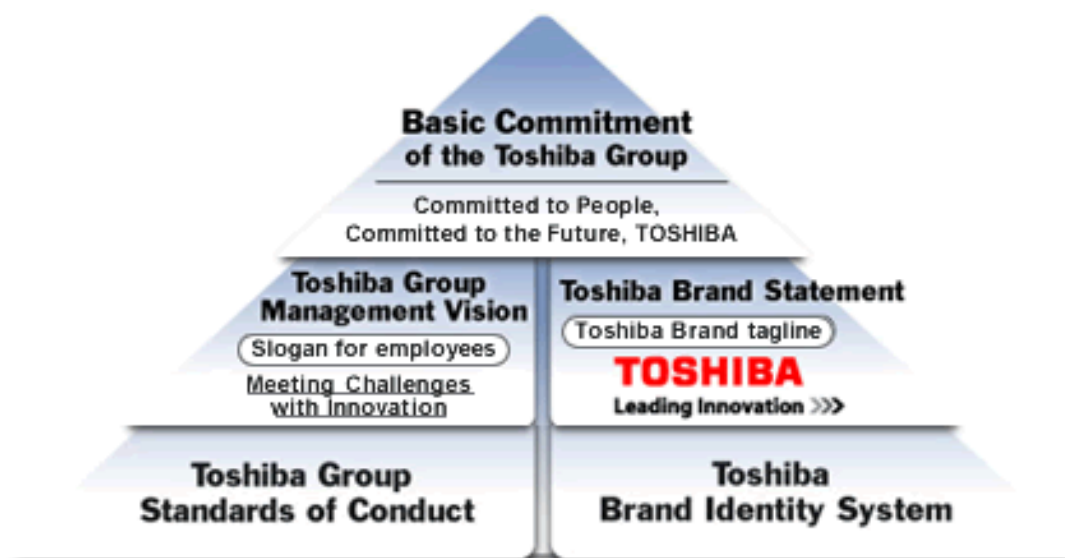 Basic Commitment
of the Toshiba Group
Committed to People,
Committed to the Future, TOSHIBA
Toshiba Group
Management Vision
Slogan for employees
Meeting Challenges
with Innovation
Toshiba Brand Statement
Toshiba Brand tagline
TOSHIBA
Leading Innovation >>>
Toshiba Group
Standards of Conduct
Toshiba
Brand Identity System